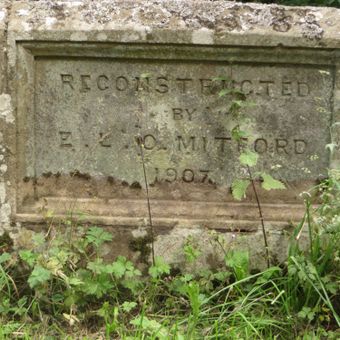 RECONSTRUCTED
BY
E. L. O. MITFORD
1907.